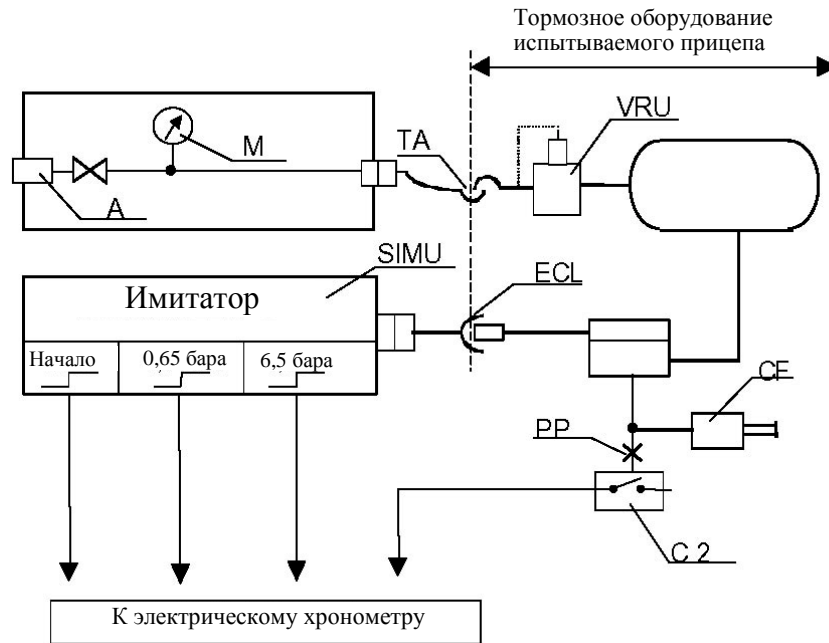 Тормозное оборудование
испытываемого прицепа
VRU
M
TA
A
SIMU
ECL
Имитатор
Начало
0,65 бара
6,5 бара
CF
PP
C 2
К электрическому хронометру